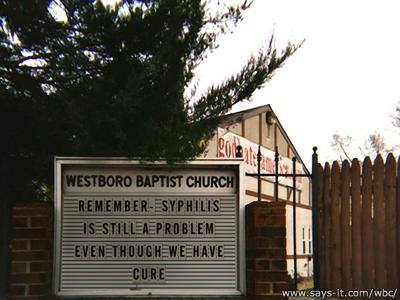 WESTBORO BAPTIST CHURCH
REMEMBER- SYPHILIS
IS STILL A PROBLEM
EVEN THOUGH WE HAVE
CURE
www.says-it.com/wbc/